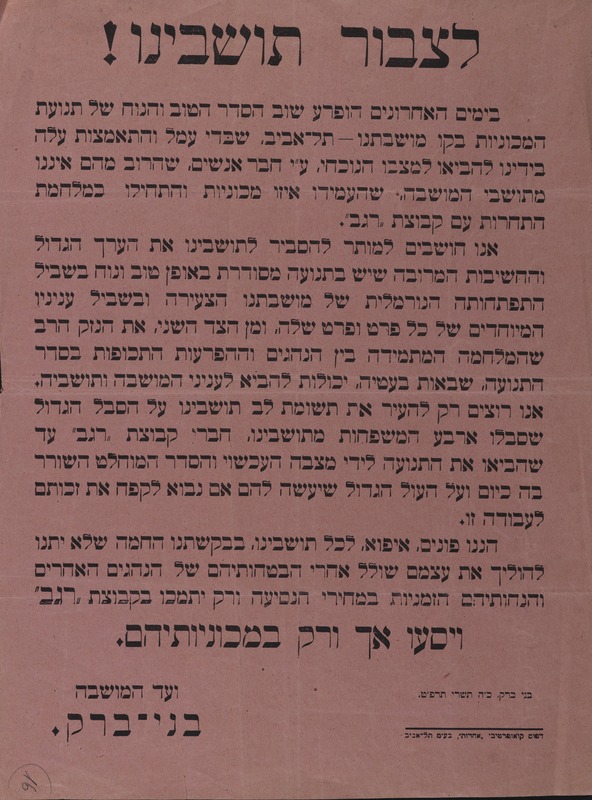 לצבור תושבינו!
בימים האחרונים הופרע שוב הסדר הטוב והנוח של תנועת
המכוניות בקו מושבתנו—תל־אביב, שבדי עמל והתאמצות עלה
בידינו להביאו למצבו הנוכחי, ע״י חבר אנשים, שהרוב מהם איננו
מתושבי המושבה, שהעמידו איזו מכוניות והתחילו במלחמת
התחרות עם קבוצת „רגב״.
אנו חושבים למותר להסביר לתושבינו את הערך הגדול
והחשיבות המרובה שיש בתנועה מסודרת באופן טוב ונוח בשביל
התפתחותה הנורמלית של מושבתנו הצעירה ובשביל עניניו
המיוחדים של כל פרט ופרט שלה, ומן הצד השני, את הנזק הרב
שהמלחמה המתמידה בין הנהגים וההפרעות התכופות בסדר
התנועה, שבאות בעטיה, יכולות להביא לעניני המושבה ותושביה.
אנו רוצים רק להעיר את תשומת לב תושבינו על הסבל הגדול
שסבלו ארבע המשפחות מתושבינו, חברי קבוצת „רגב״ עד
שהביאו את התנועה לידי מצבה העכשוי והסדר המוחלט השורר
בה כיום ועל העול הגדול שיעשה להם אם נבוא לקפח את זכותם
לעבודה זו.
הננו פונים, איפוא, לכל תושבינו, בבקשתנו החמה שלא יתנו
להוליך את עצמם שולל אחרי הבטחותיהם של הנהגים האחרים
והנחותיהם הזמניות במחירי הנסיעה ורק יתמכו בקבוצת „רגב״
ויסעו אך ורק במכוניותיהם.
ועד המושבה
בני־ברק.
בני ברק, כ״ה תשרי תרפ״ט.
דפוס קואופרטיבי „אחדות״, בע״מ תל־אביב
16